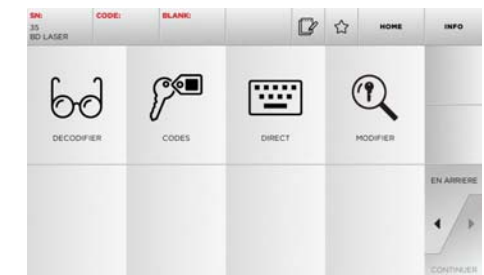 SN: CODE: BLANK:
35
BD LASER
HOME INFO
DECODIFIER CODES DIRECT MODIFIER
EN ARRIERE
CONTINUER